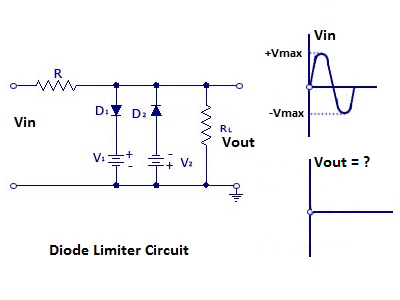 Vin
+Vmax
-Vmax
R
D₁
D₂
Vin
R_L
Vout
V₁
+
-
-
+
V₂
Vout = ?
Diode Limiter Circuit